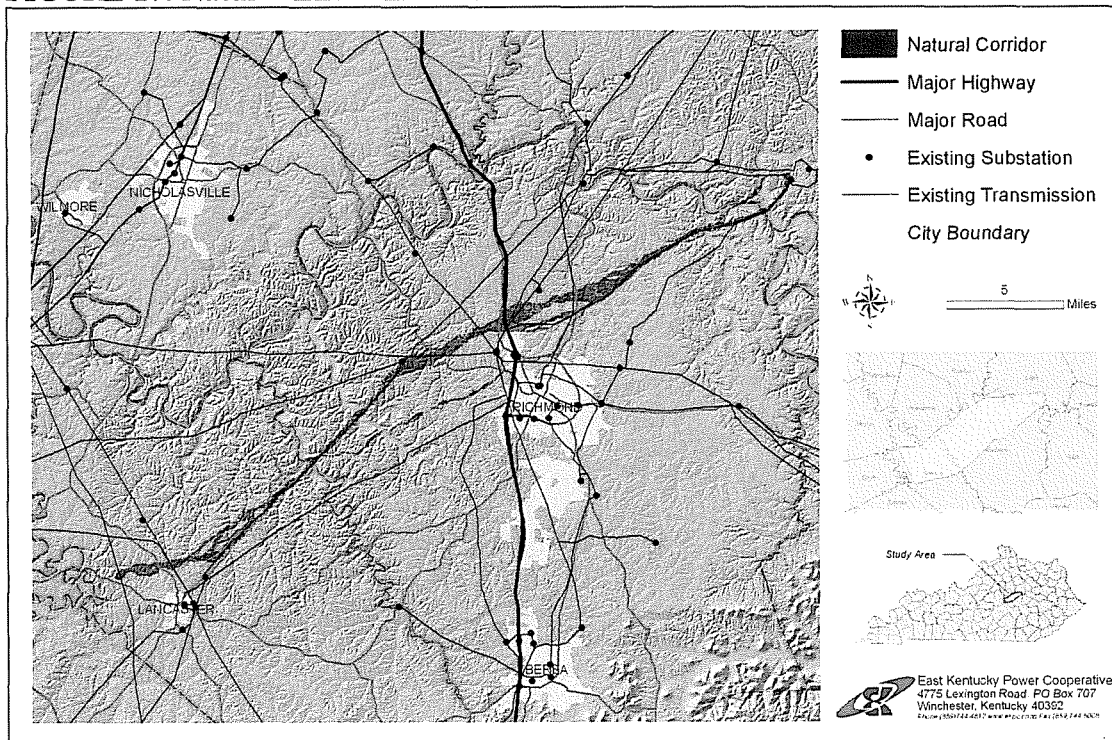 NICHOLASVILLE
WILMORE
RICHMOND
LANCASTER
BEREA
Natural Corridor
Major Highway
Major Road
Existing Substation
Existing Transmission
City Boundary
N
W E
5
Miles
Study Area
East Kentucky Power Cooperative
4775 Lexington Road. PO Box 707
Winchester, Kentucky 40392